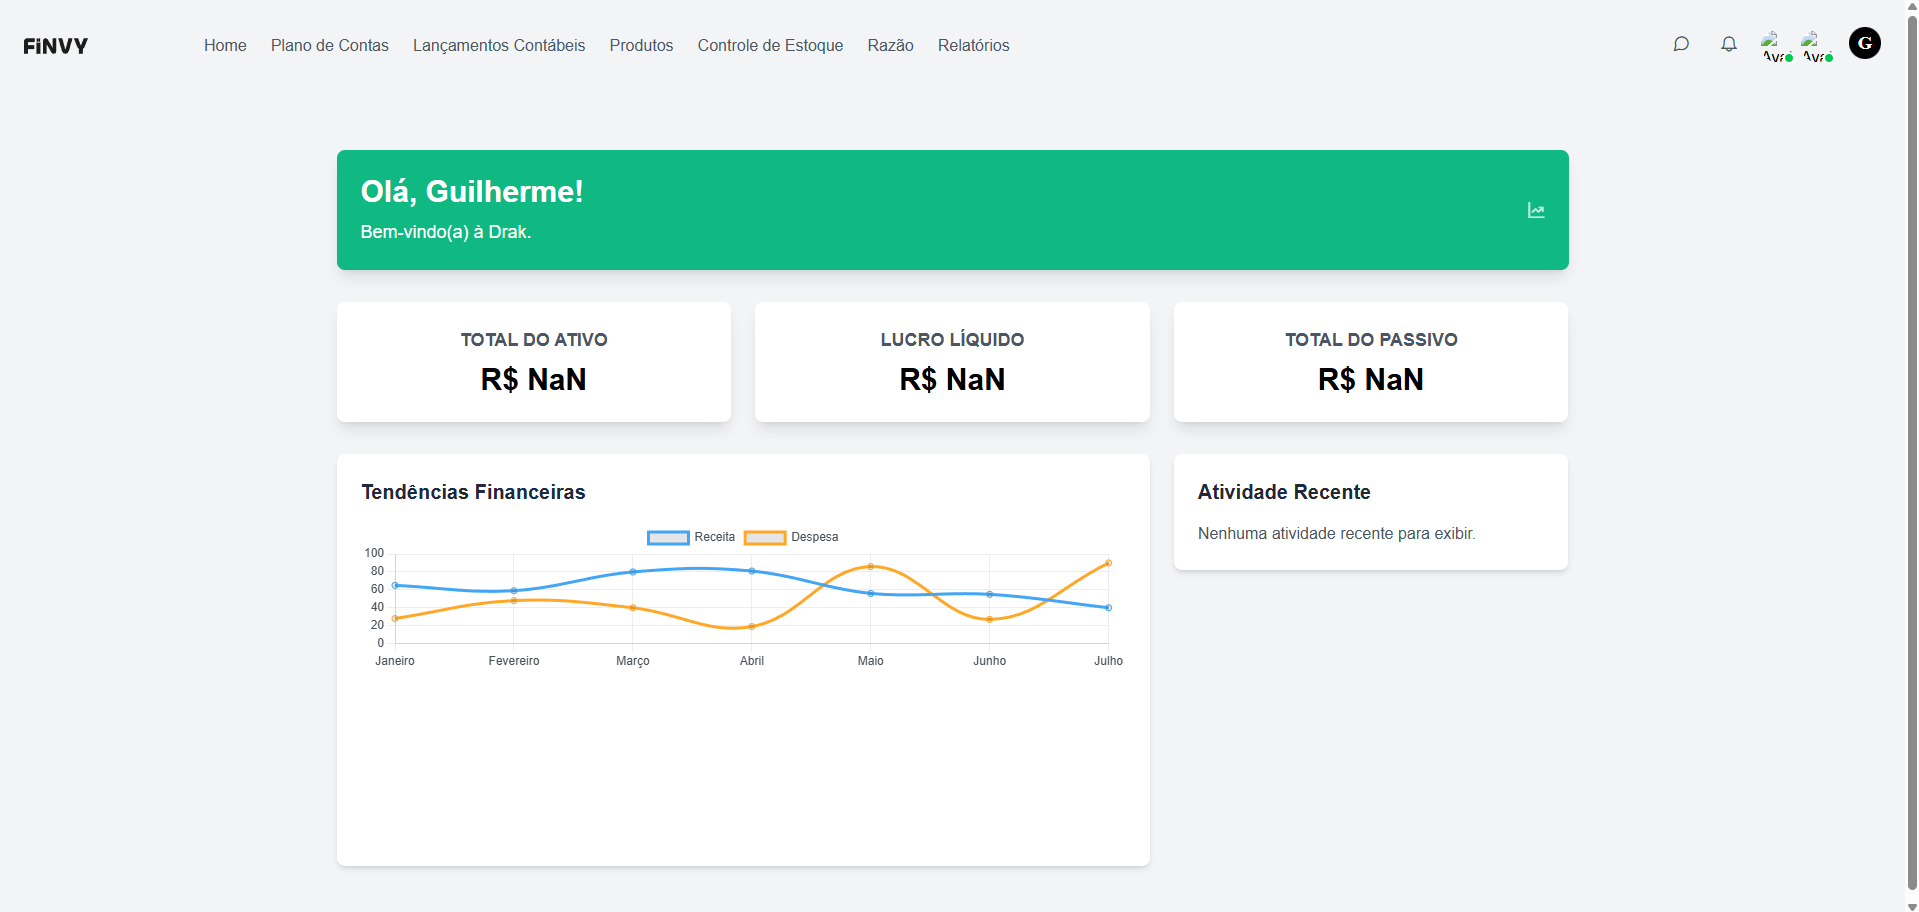 FiNVY
Home Plano de Contas Lançamentos Contábeis Produtos Controle de Estoque Razão Relatórios
G
Olá, Guilherme!
Bem-vindo(a) à Drak.
TOTAL DO ATIVO
R$ NaN
LUCRO LÍQUIDO
R$ NaN
TOTAL DO PASSIVO
R$ NaN
Tendências Financeiras
Receita Despesa
100
80
60
40
20
0
Janeiro Fevereiro Março Abril Maio Junho Julho
Atividade Recente
Nenhuma atividade recente para exibir.